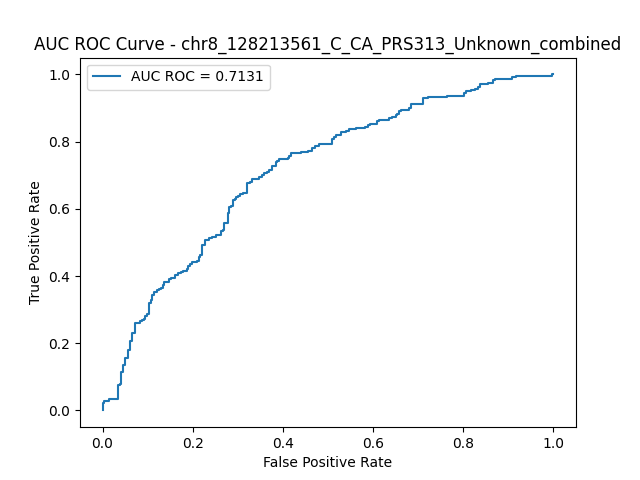 AUC ROC Curve - chr8_128213561_C_CA_PRS313_Unknown_combined
AUC ROC = 0.7131
True Positive Rate
1.0
0.8
0.6
0.4
0.2
0.0
0.0 0.2 0.4 0.6 0.8 1.0
False Positive Rate